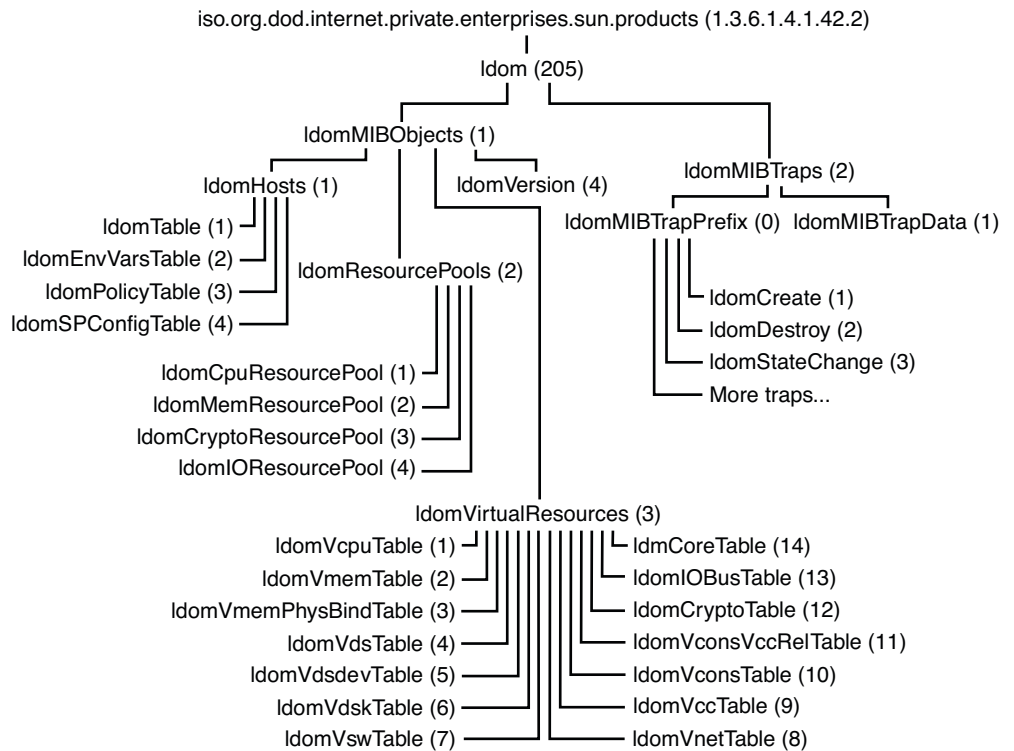 iso.org.dod.internet.private.enterprises.sun.products (1.3.6.1.4.1.42.2)
ldom (205)
ldomMIBObjects (1)
ldomHosts (1)
ldomTable (1)
ldomEnvVarsTable (2)
ldomPolicyTable (3)
ldomSPConfigTable (4)
ldomResourcePools (2)
ldomCpuResourcePool (1)
ldomMemResourcePool (2)
ldomCryptoResourcePool (3)
ldomIOResourcePool (4)
ldomVersion (4)
ldomVirtualResources (3)
ldomVcpuTable (1)
ldomVmemTable (2)
ldomVmemPhysBindTable (3)
ldomVdsTable (4)
ldomVdsdevTable (5)
ldomVdskTable (6)
ldomVswTable (7)
ldmCoreTable (14)
ldomIOBusTable (13)
ldomCryptoTable (12)
ldomVconsVccRelTable (11)
ldomVconsTable (10)
ldomVccTable (9)
ldomVnetTable (8)
ldomMIBTraps (2)
ldomMIBTrapPrefix (0)
ldomMIBTrapData (1)
ldomCreate (1)
ldomDestroy (2)
ldomStateChange (3)
More traps...